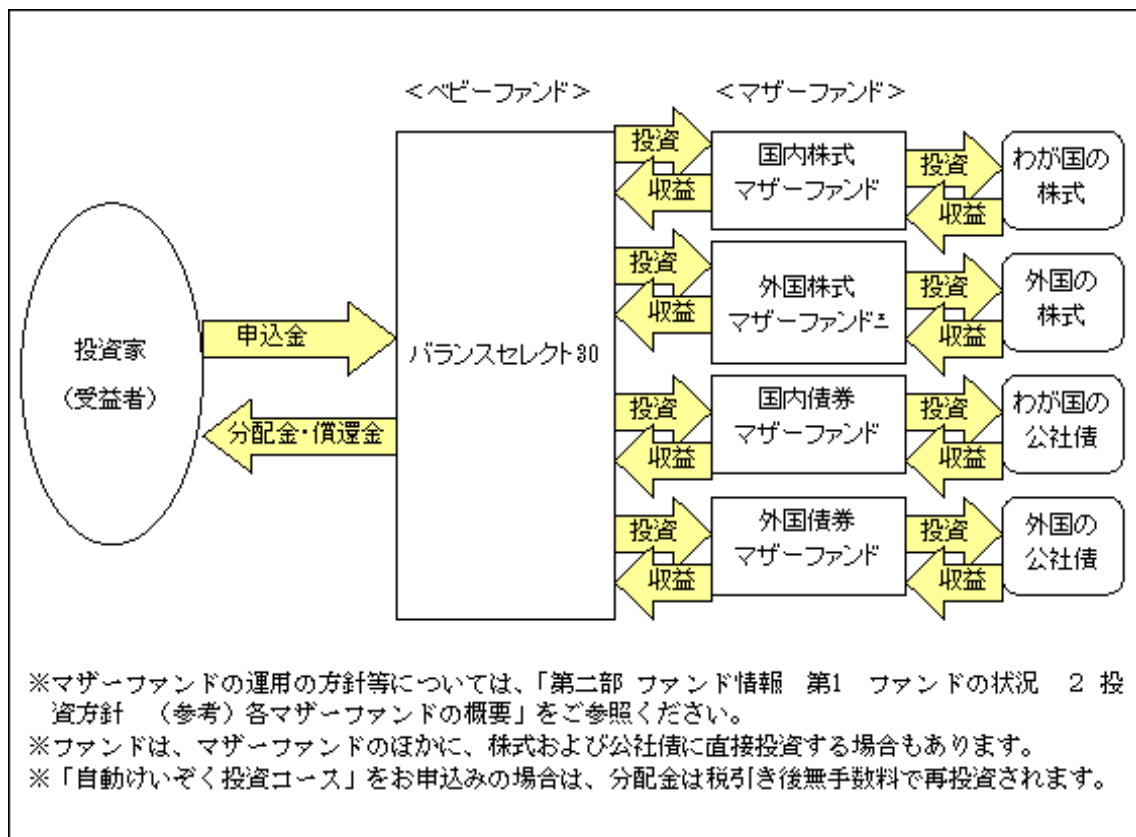 <ベビーファンド>
<マザーファンド>
投資家
(受益者)
申込金
分配金・償還金
バランスセレクト30
投資
収益
国内株式
マザーファンド
投資
収益
わが国の
株式
投資
収益
外国株式
マザーファンド
投資
収益
外国の
株式
投資
収益
国内債券
マザーファンド
投資
収益
わが国の
公社債
投資
収益
外国債券
マザーファンド
投資
収益
外国の
公社債
※マザーファンドの運用の方針等については、「第二部 ファンド情報 第1 ファンドの状況 2 投
資方針 (参考)各マザーファンドの概要」をご参照ください。
※ファンドは、マザーファンドのほかに、株式および公社債に直接投資する場合もあります。
※「自動けいぞく投資コース」をお申込みの場合は、分配金は税引き後無手数料で再投資されます。